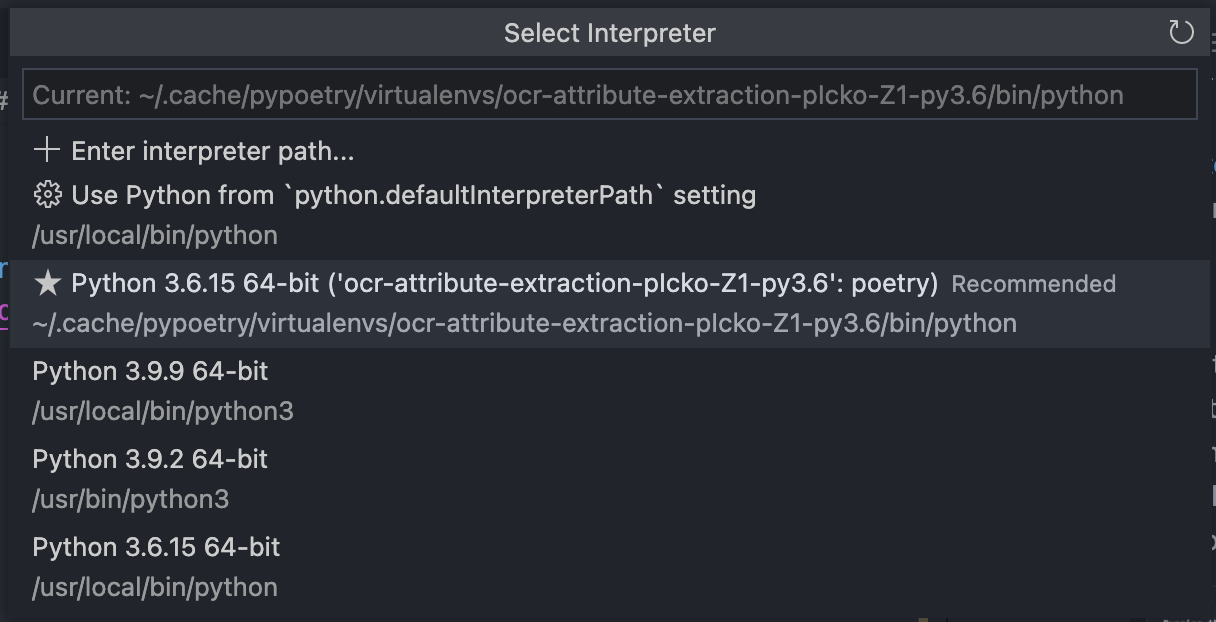 Select Interpreter
Current: ~/.cache/pypoetry/virtualenvs/ocr-attribute-extraction-pIcko-Z1-py3.6/bin/python
Enter interpreter path...
Use Python from `python.defaultInterpreterPath` setting
/usr/local/bin/python
Python 3.6.15 64-bit ('ocr-attribute-extraction-pIcko-Z1-py3.6': poetry) Recommended
~/.cache/pypoetry/virtualenvs/ocr-attribute-extraction-pIcko-Z1-py3.6/bin/python
Python 3.9.9 64-bit
/usr/local/bin/python3
Python 3.9.2 64-bit
/usr/bin/python3
Python 3.6.15 64-bit
/usr/local/bin/python